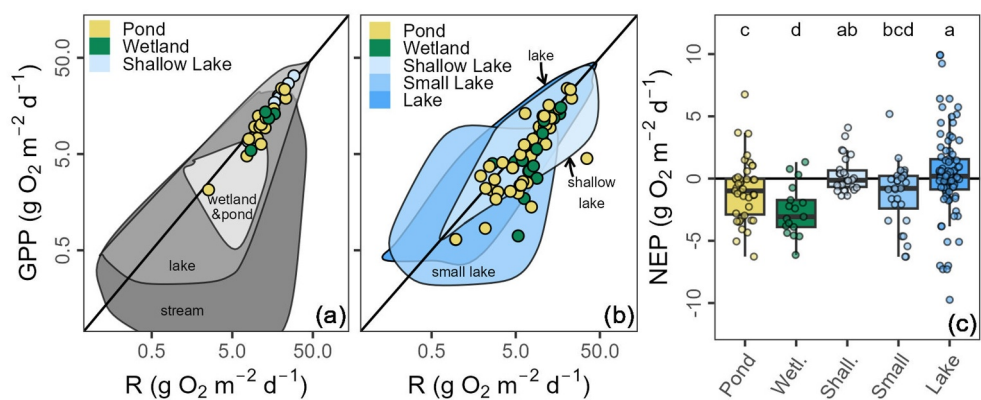 Pond
Wetland
Shallow Lake
wetland
&pond
lake
stream
(a)
50.0
5.0
0.5
GPP (g O₂ m⁻² d⁻¹)
0.5 5.0 50.0
R (g O₂ m⁻² d⁻¹)
Pond
Wetland
Shallow Lake
Small Lake
Lake
lake
shallow
lake
small lake
(b)
0.5 5.0 50.0
R (g O₂ m⁻² d⁻¹)
c d ab bcd a
10
5
0
-5
-10
NEP (g O₂ m⁻² d⁻¹)
(c)
Pond
Wetl.
Shall.
Small
Lake